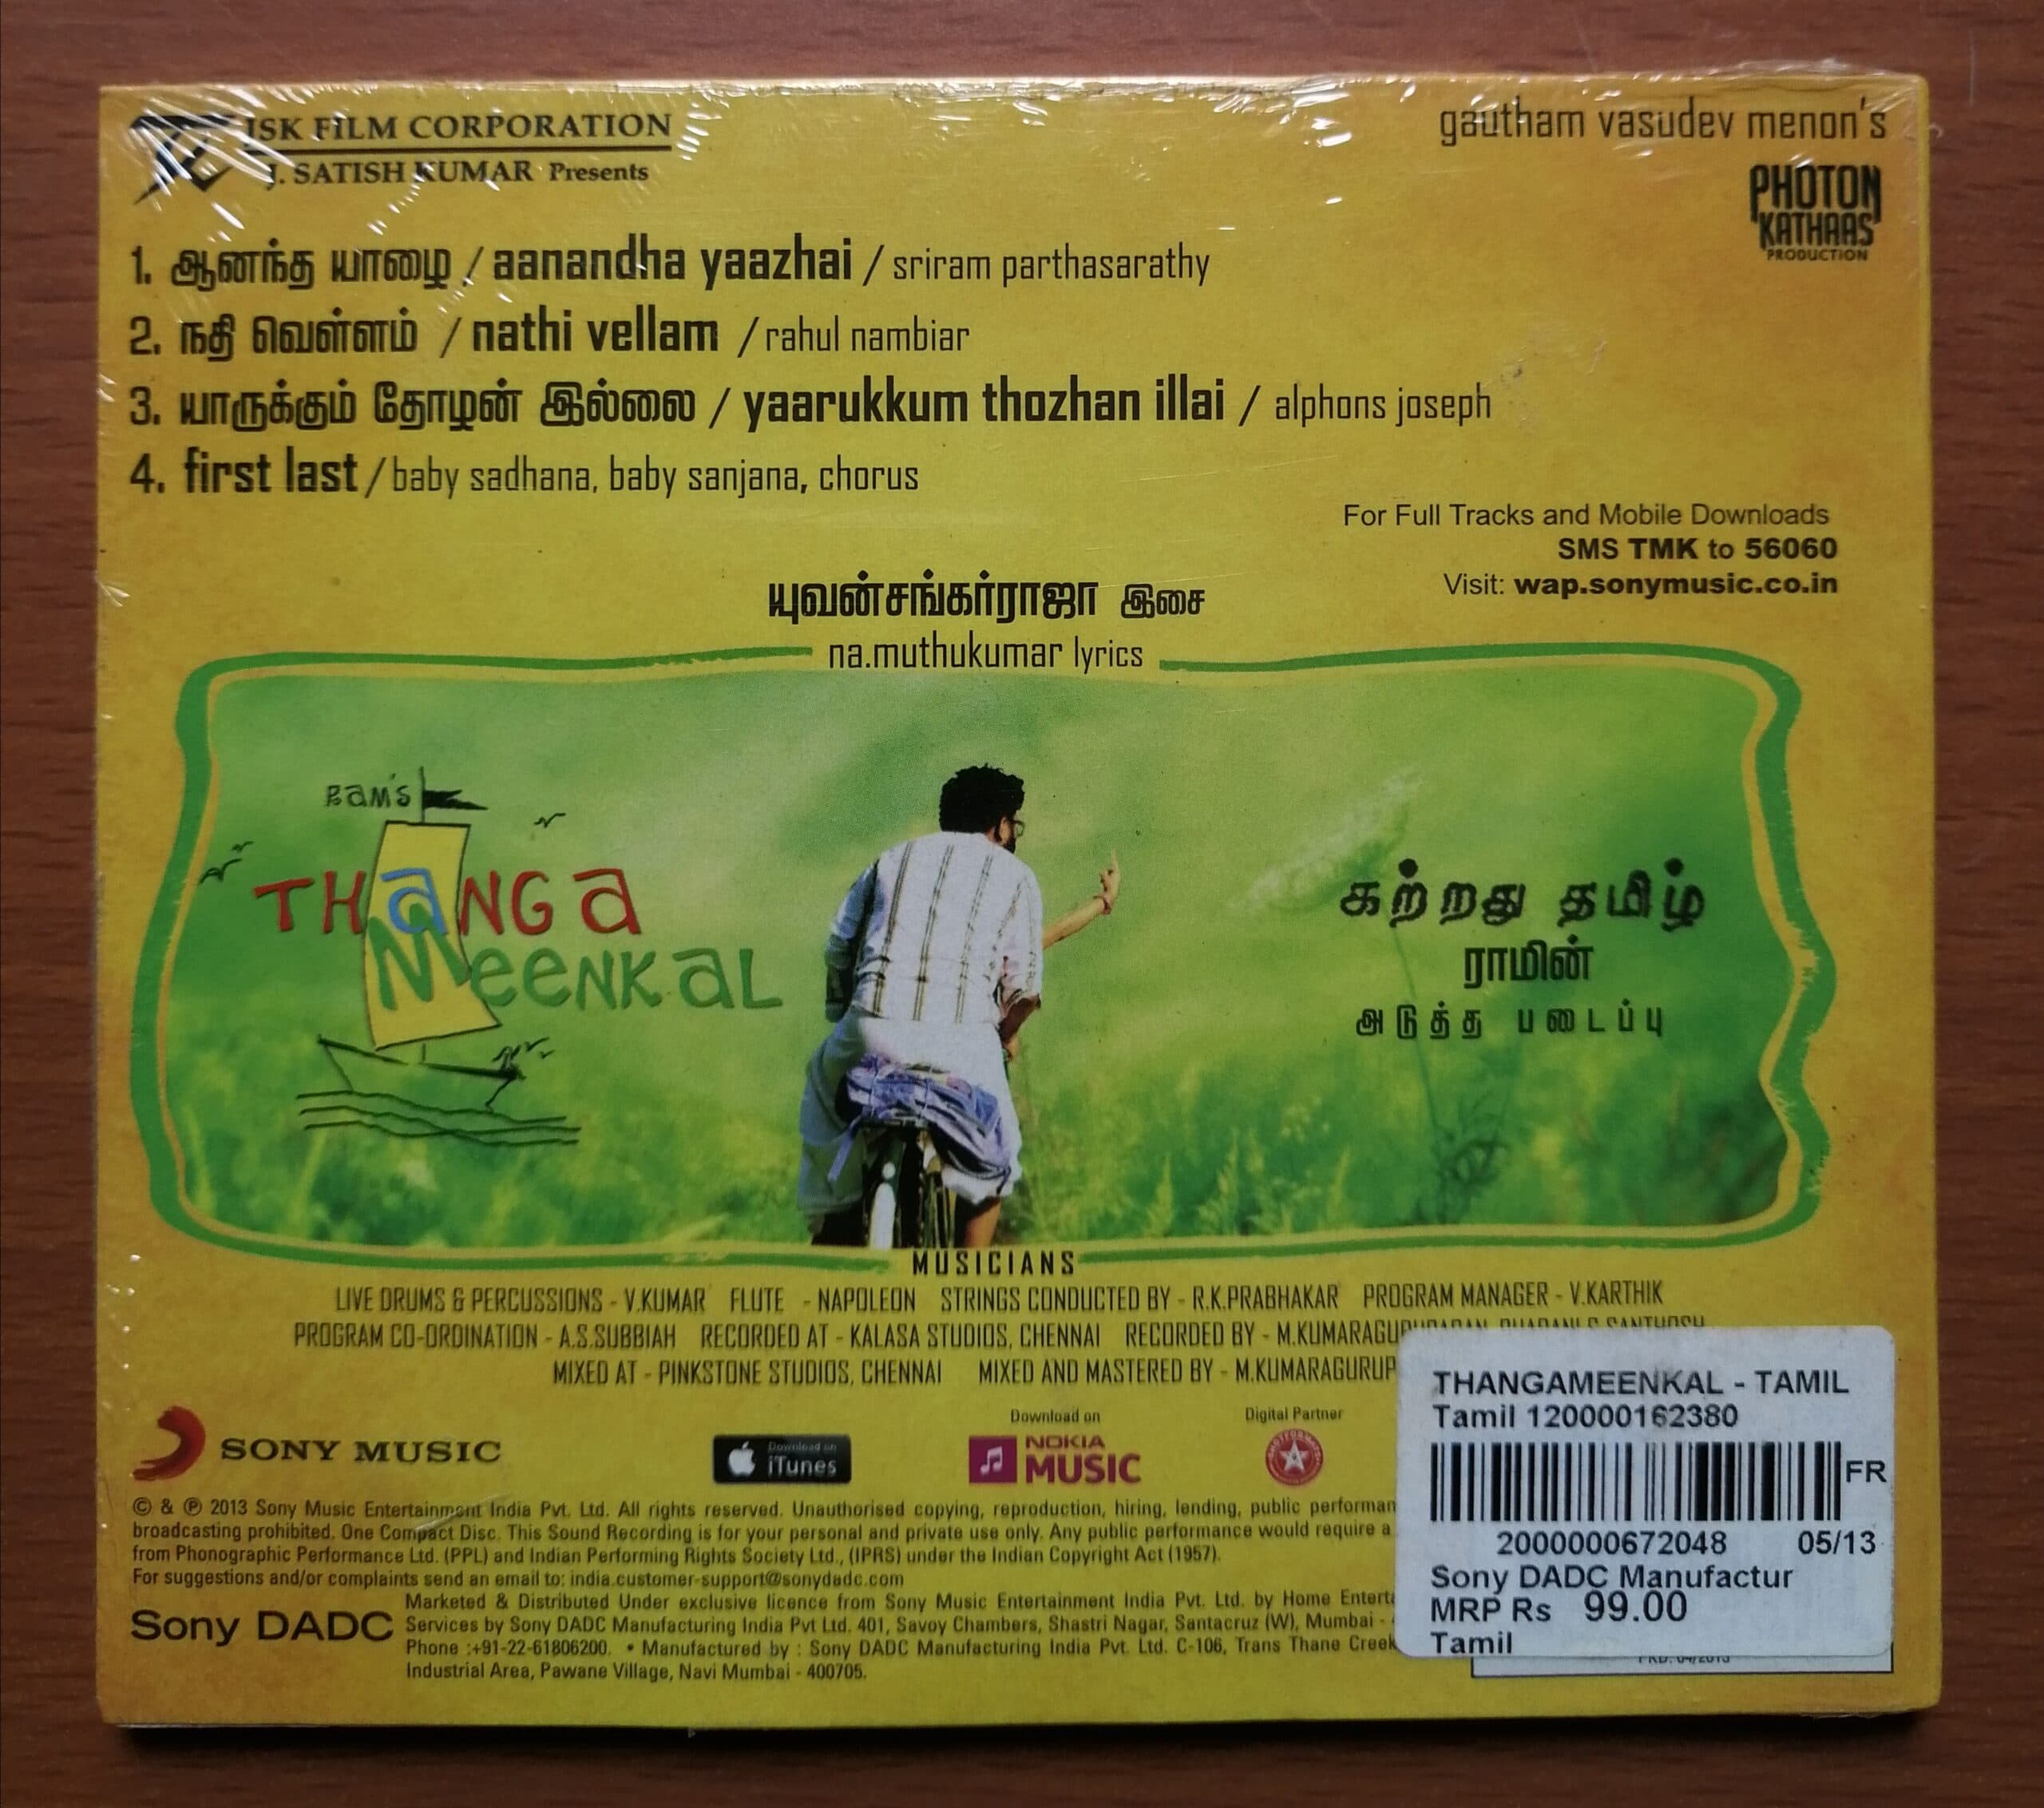 JSK FILM CORPORATION
J. SATISH KUMAR Presents
gautham vasudev menon's
PHOTON
KATHAAS
PRODUCTION
1. ஆனந்த யாழை / aanandha yaazhai / sriram parthasarathy
2. நதி வெள்ளம் / nathi vellam / rahul nambiar
3. யாருக்கும் தோழன் இல்லை / yaarukkum thozhan illai / alphons joseph
4. first last / baby sadhana, baby sanjana, chorus
For Full Tracks and Mobile Downloads
SMS TMK to 56060
Visit: wap.sonymusic.co.in
யுவன்சங்கர்ராஜா இசை
na.muthukumar lyrics
Ram's
THaNGa
MeeNKaL
கற்றது தமிழ்
ராமின்
அடுத்த படைப்பு
MUSICIANS
LIVE DRUMS & PERCUSSIONS - V.KUMAR FLUTE - NAPOLEON STRINGS CONDUCTED BY - R.K.PRABHAKAR PROGRAM MANAGER - V.KARTHIK
PROGRAM CO-ORDINATION - A.S.SUBBIAH RECORDED AT - KALASA STUDIOS, CHENNAI RECORDED BY -
MIXED AT - PINKSTONE STUDIOS, CHENNAI MIXED AND MASTERED BY - M.KUMARAGURUP
SONY MUSIC
Download on
iTunes
Download on
NOKIA
MUSIC
Digital Partner
© & ℗ 2013 Sony Music Entertainment India Pvt. Ltd. All rights reserved. Unauthorised copying, reproduction, hiring, lending, public performan
broadcasting prohibited. One Compact Disc. This Sound Recording is for your personal and private use only. Any public performance would require a
from Phonographic Performance Ltd. (PPL) and Indian Performing Rights Society Ltd., (IPRS) under the Indian Copyright Act (1957).
For suggestions and/or complaints send an email to: india.customer-support@sonydadc.com
Sony DADC
Marketed & Distributed Under exclusive licence from Sony Music Entertainment India Pvt. Ltd. by Home Enterta
Services by Sony DADC Manufacturing India Pvt Ltd. 401, Savoy Chambers, Shastri Nagar, Santacruz (W), Mumbai -
Phone :+91-22-61806200. • Manufactured by : Sony DADC Manufacturing India Pvt. Ltd. C-106, Trans Thane Creek
Industrial Area, Pawane Village, Navi Mumbai - 400705.
THANGAMEENKAL - TAMIL
Tamil 120000162380
FR
2000000672048 05/13
Sony DADC Manufactur
MRP Rs 99.00
Tamil